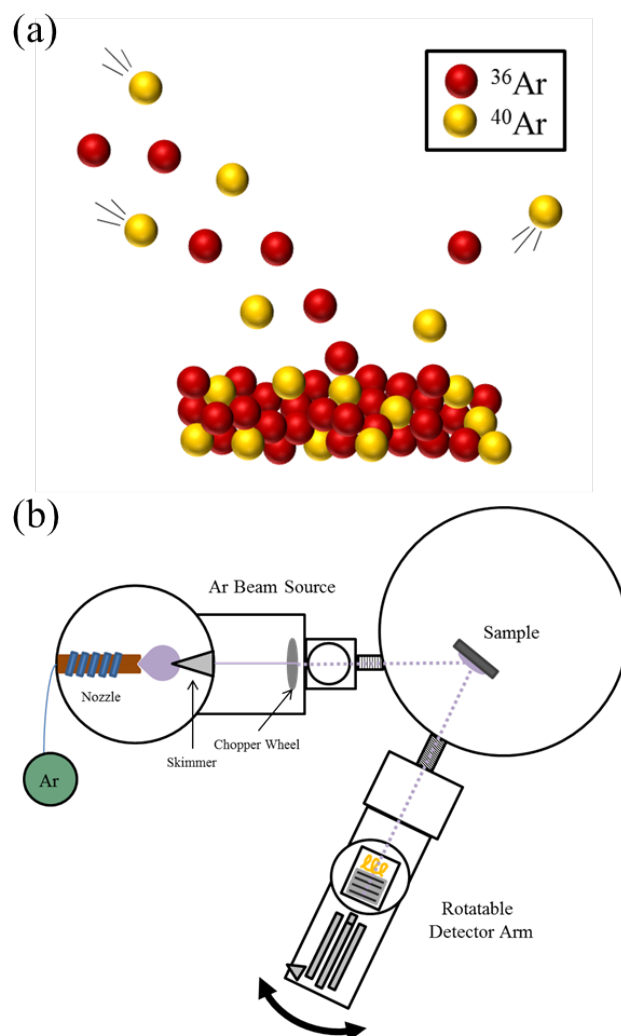 (a)
³⁶Ar
⁴⁰Ar
(b)
Ar Beam Source
Sample
Nozzle
Skimmer
Chopper Wheel
Ar
Rotatable
Detector Arm